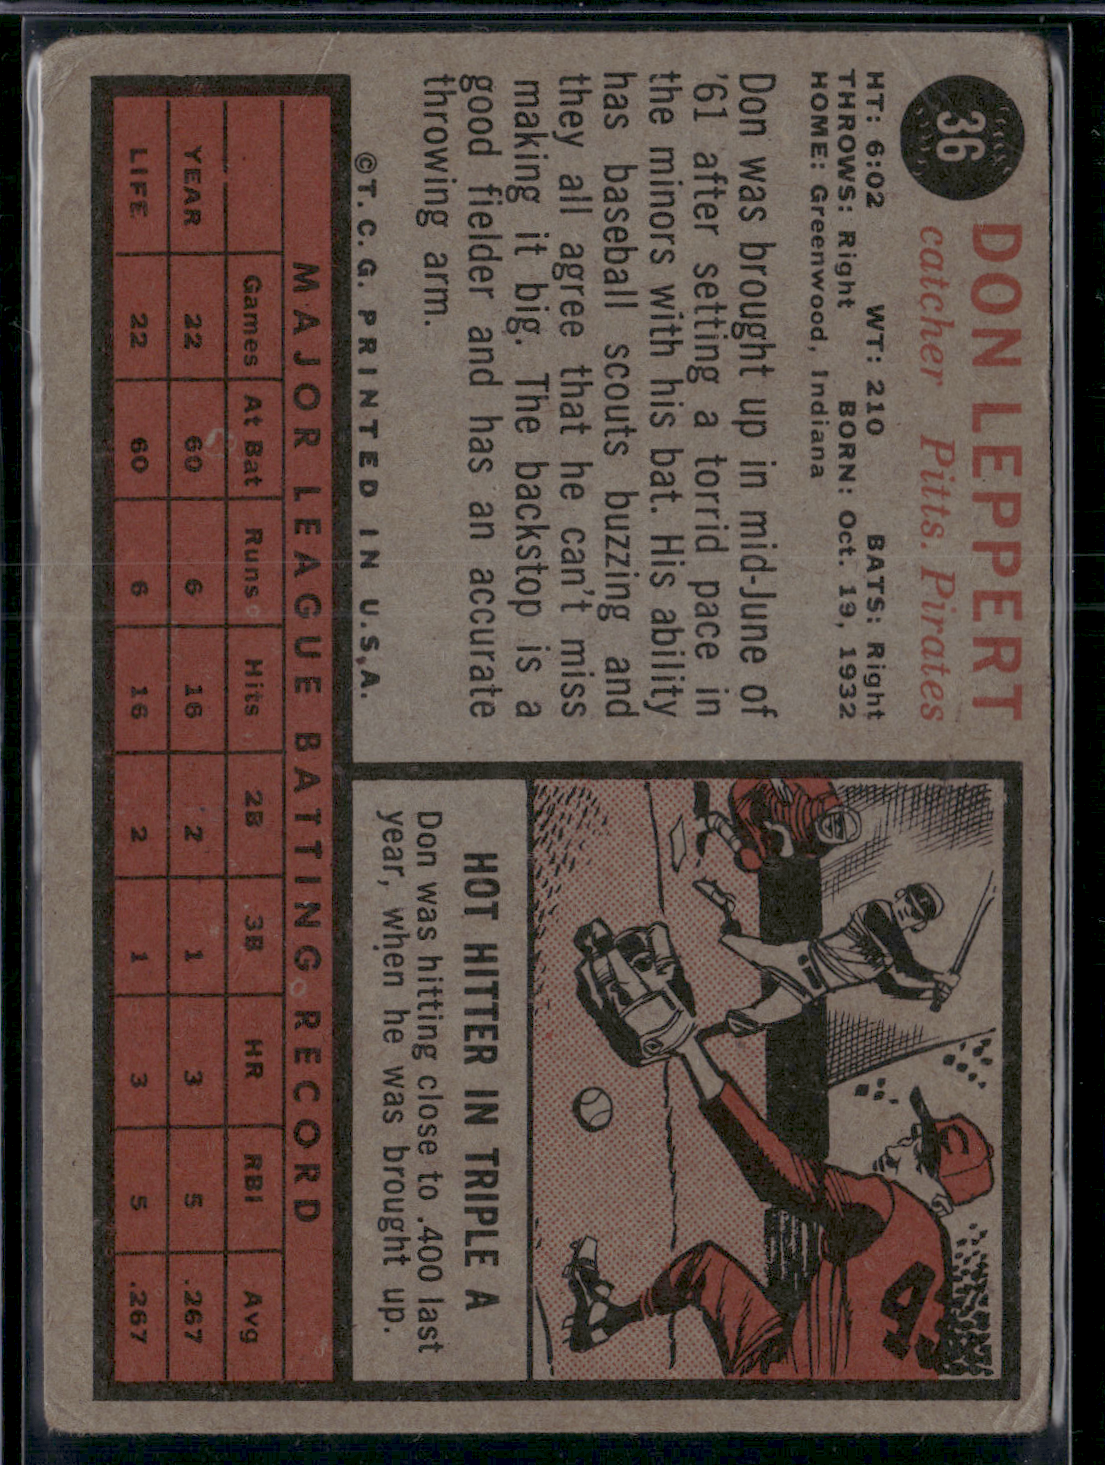 36
DON LEPPERT
catcher Pitts. Pirates
HT: 6:02 WT: 210 BATS: Right
THROWS: Right BORN: Oct. 19, 1932
HOME: Greenwood, Indiana
Don was brought up in mid-June of
'61 after setting a torrid pace in
the minors with his bat. His ability
has baseball scouts buzzing and
they all agree that he can't miss
making it big. The backstop is a
good fielder and has an accurate
throwing arm.
©T. C. G. PRINTED IN U.S.A.
HOT HITTER IN TRIPLE A
Don was hitting close to .400 last
year, when he was brought up.
MAJOR LEAGUE BATTING RECORD
Games At Bat Runs Hits 2B 3B HR RBI Avg
YEAR 22 60 6 16 2 1 3 5 .267
LIFE 22 60 6 16 2 1 3 5 .267